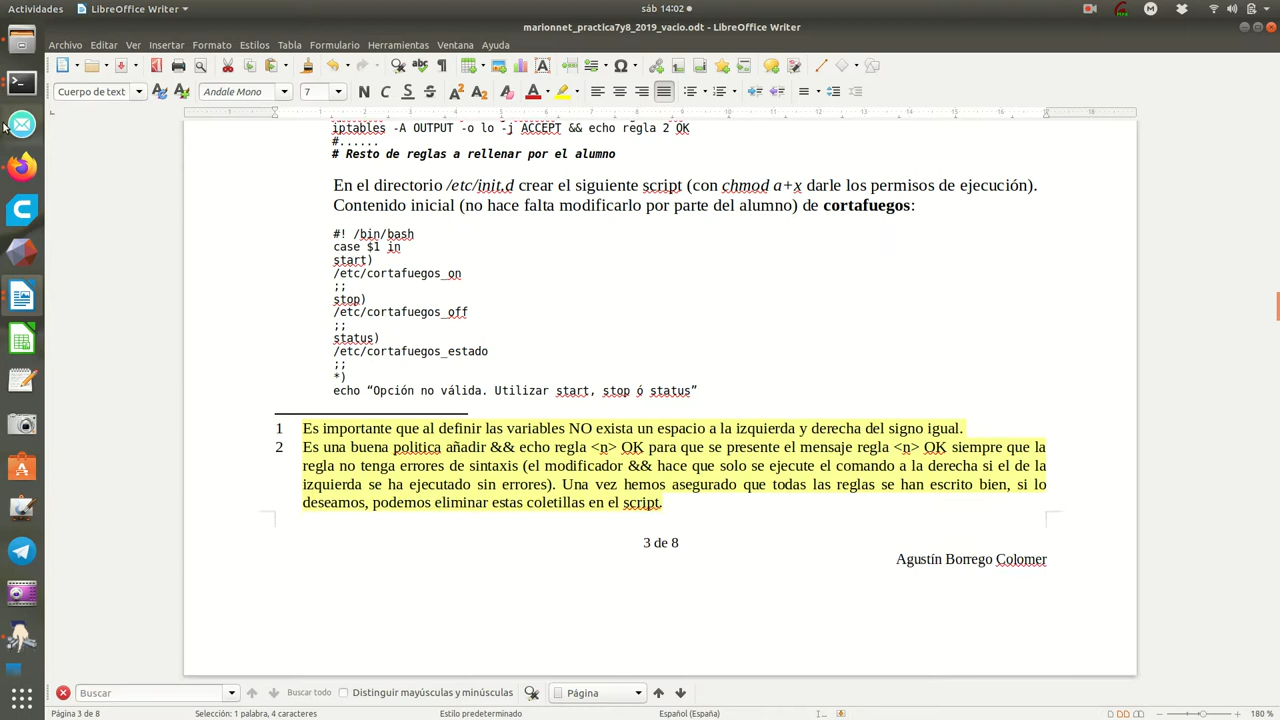 Actividades
LibreOffice Writer
sáb 14:02
marionnet_practica7y8_2019_vacio.odt - LibreOffice Writer
Archivo Editar Ver Insertar Formato Estilos Tabla Formulario Herramientas Ventana Ayuda
Cuerpo de text
Andale Mono
7
N C S S
iptables -A OUTPUT -o lo -j ACCEPT && echo regla 2 OK
#......
# Resto de reglas a rellenar por el alumno
En el directorio /etc/init.d crear el siguiente script (con chmod a+x darle los permisos de ejecución).
Contenido inicial (no hace falta modificarlo por parte del alumno) de cortafuegos:
#! /bin/bash
case $1 in
start)
/etc/cortafuegos_on
;;
stop)
/etc/cortafuegos_off
;;
status)
/etc/cortafuegos_estado
;;
*)
echo “Opción no válida. Utilizar start, stop ó status”
1 Es importante que al definir las variables NO exista un espacio a la izquierda y derecha del signo igual.
2 Es una buena politica añadir && echo regla <n> OK para que se presente el mensaje regla <n> OK siempre que la
regla no tenga errores de sintaxis (el modificador && hace que solo se ejecute el comando a la derecha si el de la
izquierda se ha ejecutado sin errores). Una vez hemos asegurado que todas las reglas se han escrito bien, si lo
deseamos, podemos eliminar estas coletillas en el script.
3 de 8
Agustín Borrego Colomer
Buscar
Buscar todo
Distinguir mayúsculas y minúsculas
Página
Página 3 de 8
Selección: 1 palabra, 4 caracteres
Estilo predeterminado
Español (España)
180 %